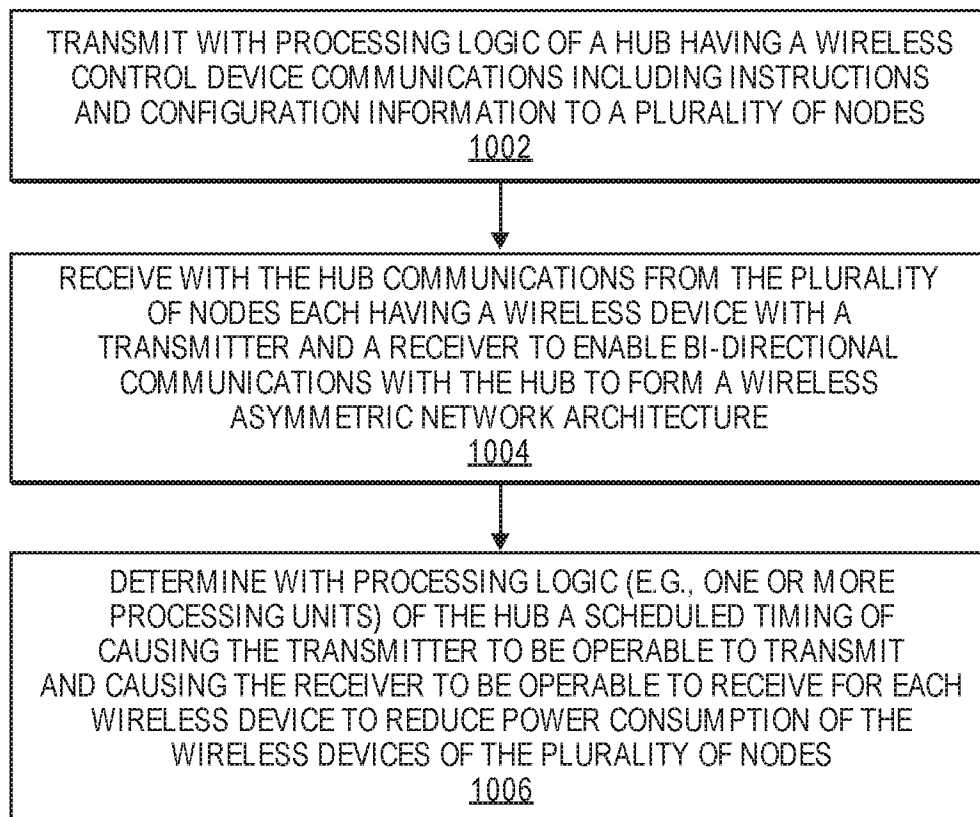 TRANSMIT WITH PROCESSING LOGIC OF A HUB HAVING A WIRELESS
CONTROL DEVICE COMMUNICATIONS INCLUDING INSTRUCTIONS
AND CONFIGURATION INFORMATION TO A PLURALITY OF NODES
1002
RECEIVE WITH THE HUB COMMUNICATIONS FROM THE PLURALITY
OF NODES EACH HAVING A WIRELESS DEVICE WITH A
TRANSMITTER AND A RECEIVER TO ENABLE BI-DIRECTIONAL
COMMUNICATIONS WITH THE HUB TO FORM A WIRELESS
ASYMMETRIC NETWORK ARCHITECTURE
1004
DETERMINE WITH PROCESSING LOGIC (E.G., ONE OR MORE
PROCESSING UNITS) OF THE HUB A SCHEDULED TIMING OF
CAUSING THE TRANSMITTER TO BE OPERABLE TO TRANSMIT
AND CAUSING THE RECEIVER TO BE OPERABLE TO RECEIVE FOR EACH
WIRELESS DEVICE TO REDUCE POWER CONSUMPTION OF THE
WIRELESS DEVICES OF THE PLURALITY OF NODES
1006